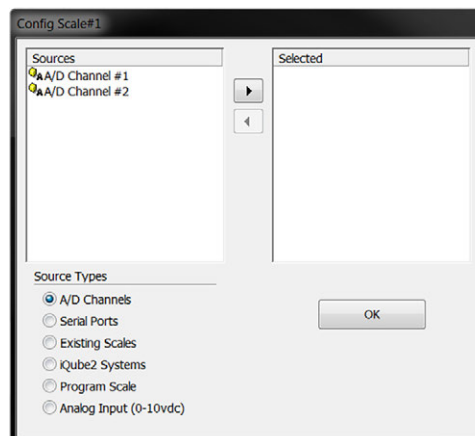 Config Scale#1
Sources
A/D Channel #1
A/D Channel #2
Selected
Source Types
A/D Channels
Serial Ports
Existing Scales
iQube2 Systems
Program Scale
Analog Input (0-10vdc)
OK